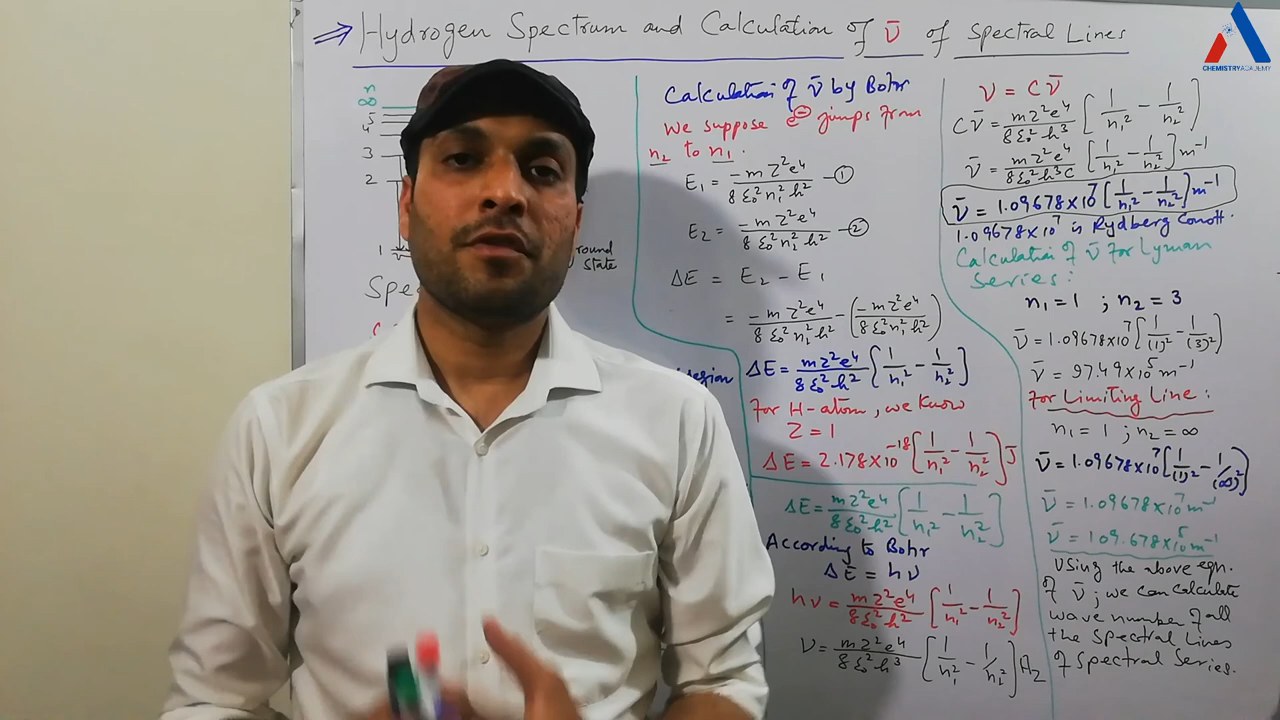 ⇒ Hydrogen Spectrum and Calculation of ν̄ of Spectral Lines
CHEMISTRY ACADEMY
n
∞
5
4
3
2
1
ound
state
Spe
Calculation of ν̄ by Bohr
We suppose e⊖ jumps from
n₂ to n₁.
E₁ = -mZ²e⁴/8ε₀²n₁²h² —①
E₂ = -mZ²e⁴/8ε₀²n₂²h² —②
ΔE = E₂ - E₁
= -mZ²e⁴/8ε₀²n₂²h² - (-mZ²e⁴/8ε₀²n₁²h²)
ΔE = mZ²e⁴/8ε₀²h² [1/n₁² - 1/n₂²]
For H-atom, we know
Z = 1
ΔE = 2.178×10⁻¹⁸ [1/n₁² - 1/n₂²] J
ΔE = mZ²e⁴/8ε₀²h² [1/n₁² - 1/n₂²]
According to Bohr
ΔE = hν
hν = mZ²e⁴/8ε₀²h² [1/n₁² - 1/n₂²]
ν = mZ²e⁴/8ε₀²h³ [1/n₁² - 1/n₂²] Hz
ν = Cν̄
Cν̄ = mZ²e⁴/8ε₀²h³ [1/n₁² - 1/n₂²]
ν̄ = mZ²e⁴/8ε₀²h³c [1/n₁² - 1/n₂²] m⁻¹
ν̄ = 1.09678×10⁷ [1/n₁² - 1/n₂²] m⁻¹
1.09678×10⁷ is Rydberg Constt.
Calculation of ν̄ for Lyman
Series:
n₁ = 1 ; n₂ = 3
ν̄ = 1.09678×10⁷ [1/(1)² - 1/(3)²]
ν̄ = 97.49×10⁵ m⁻¹
For Limiting Line:
n₁ = 1 ; n₂ = ∞
ν̄ = 1.09678×10⁷ [1/(1)² - 1/(∞)²]
ν̄ = 1.09678×10⁷ m⁻¹
ν̄ = 109.678×10⁵ m⁻¹
Using the above eqn.
of ν̄; we can calculate
wave number of all
the Spectral Lines
of Spectral Series.